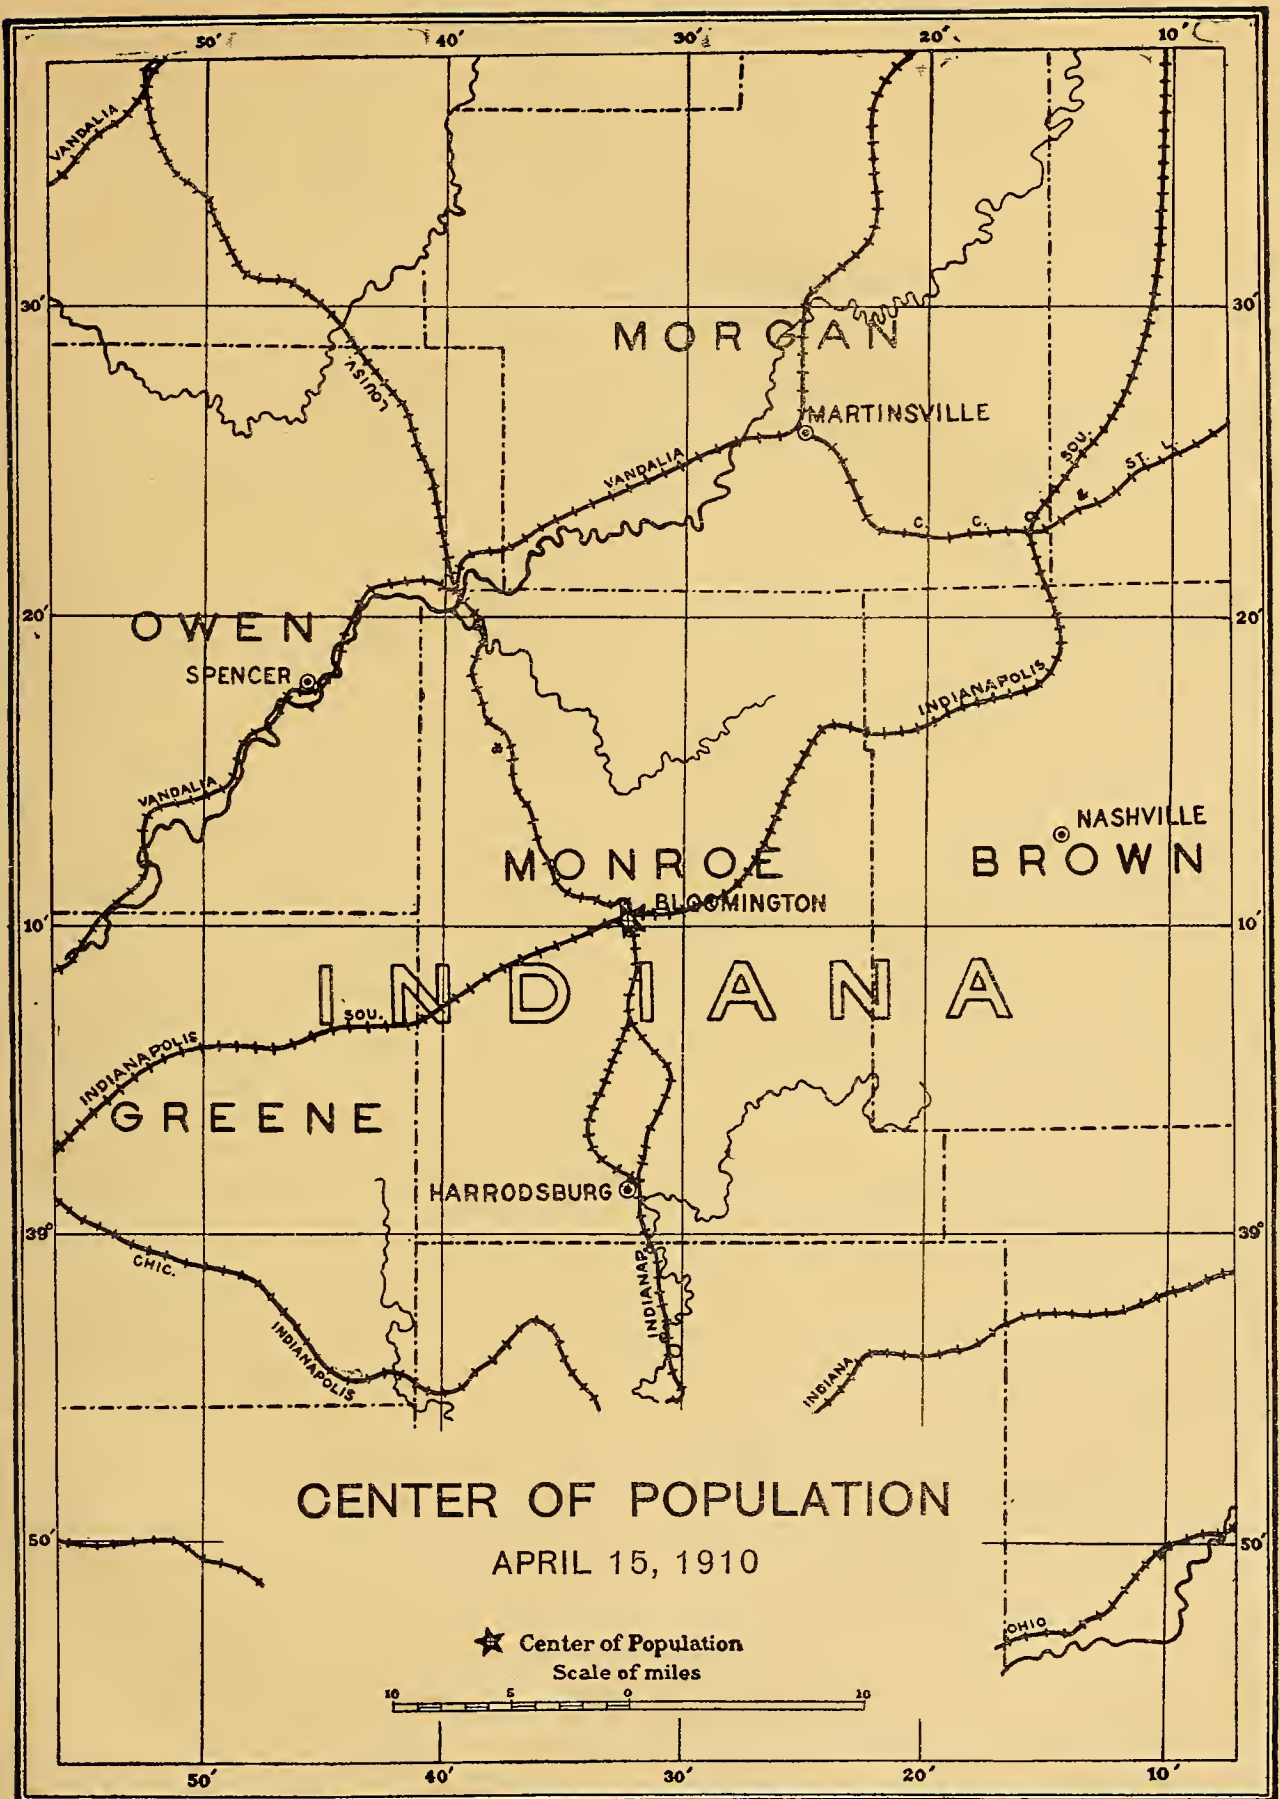 50′ 40′ 30′ 20′ 10′
VANDALIA
30′ 30′
MORGAN
LOUISV.
MARTINSVILLE
SOU.
VANDALIA
ST. L.
&
C. C. C.
OWEN
20′ 20′
SPENCER
INDIANAPOLIS
&
VANDALIA
NASHVILLE
MONROE
BROWN
BLOOMINGTON
10′ 10′
INDIANA
SOU.
INDIANAPOLIS
GREENE
HARRODSBURG
39° 39°
CHIC.
INDIANAP.
INDIANAPOLIS
INDIANA
CENTER OF POPULATION
50′ 50′
APRIL 15, 1910
OHIO
Center of Population
Scale of miles
10 5 0 10
50′ 40′ 30′ 20′ 10′